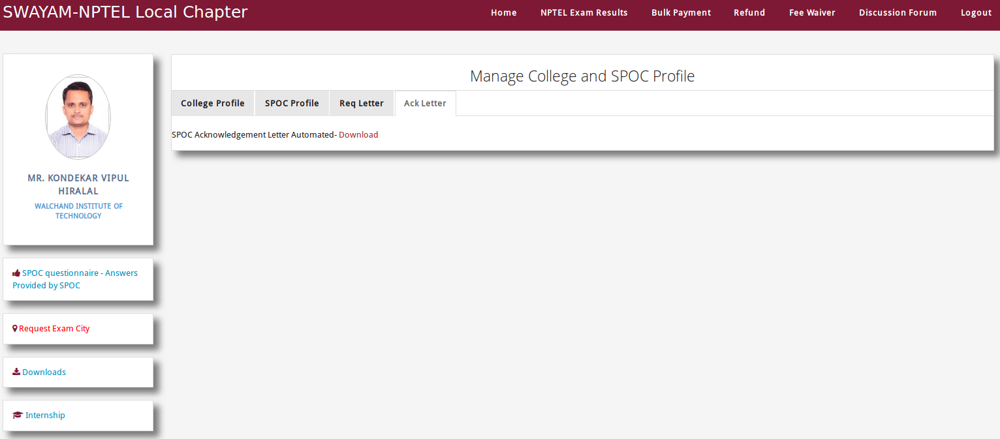 SWAYAM-NPTEL Local Chapter
Home NPTEL Exam Results Bulk Payment Refund Fee Waiver Discussion Forum Logout
MR. KONDEKAR VIPUL
HIRALAL
WALCHAND INSTITUTE OF
TECHNOLOGY
SPOC questionnaire - Answers
Provided by SPOC
Request Exam City
Downloads
Internship
Manage College and SPOC Profile
College Profile SPOC Profile Req Letter Ack Letter
SPOC Acknowledgement Letter Automated- Download